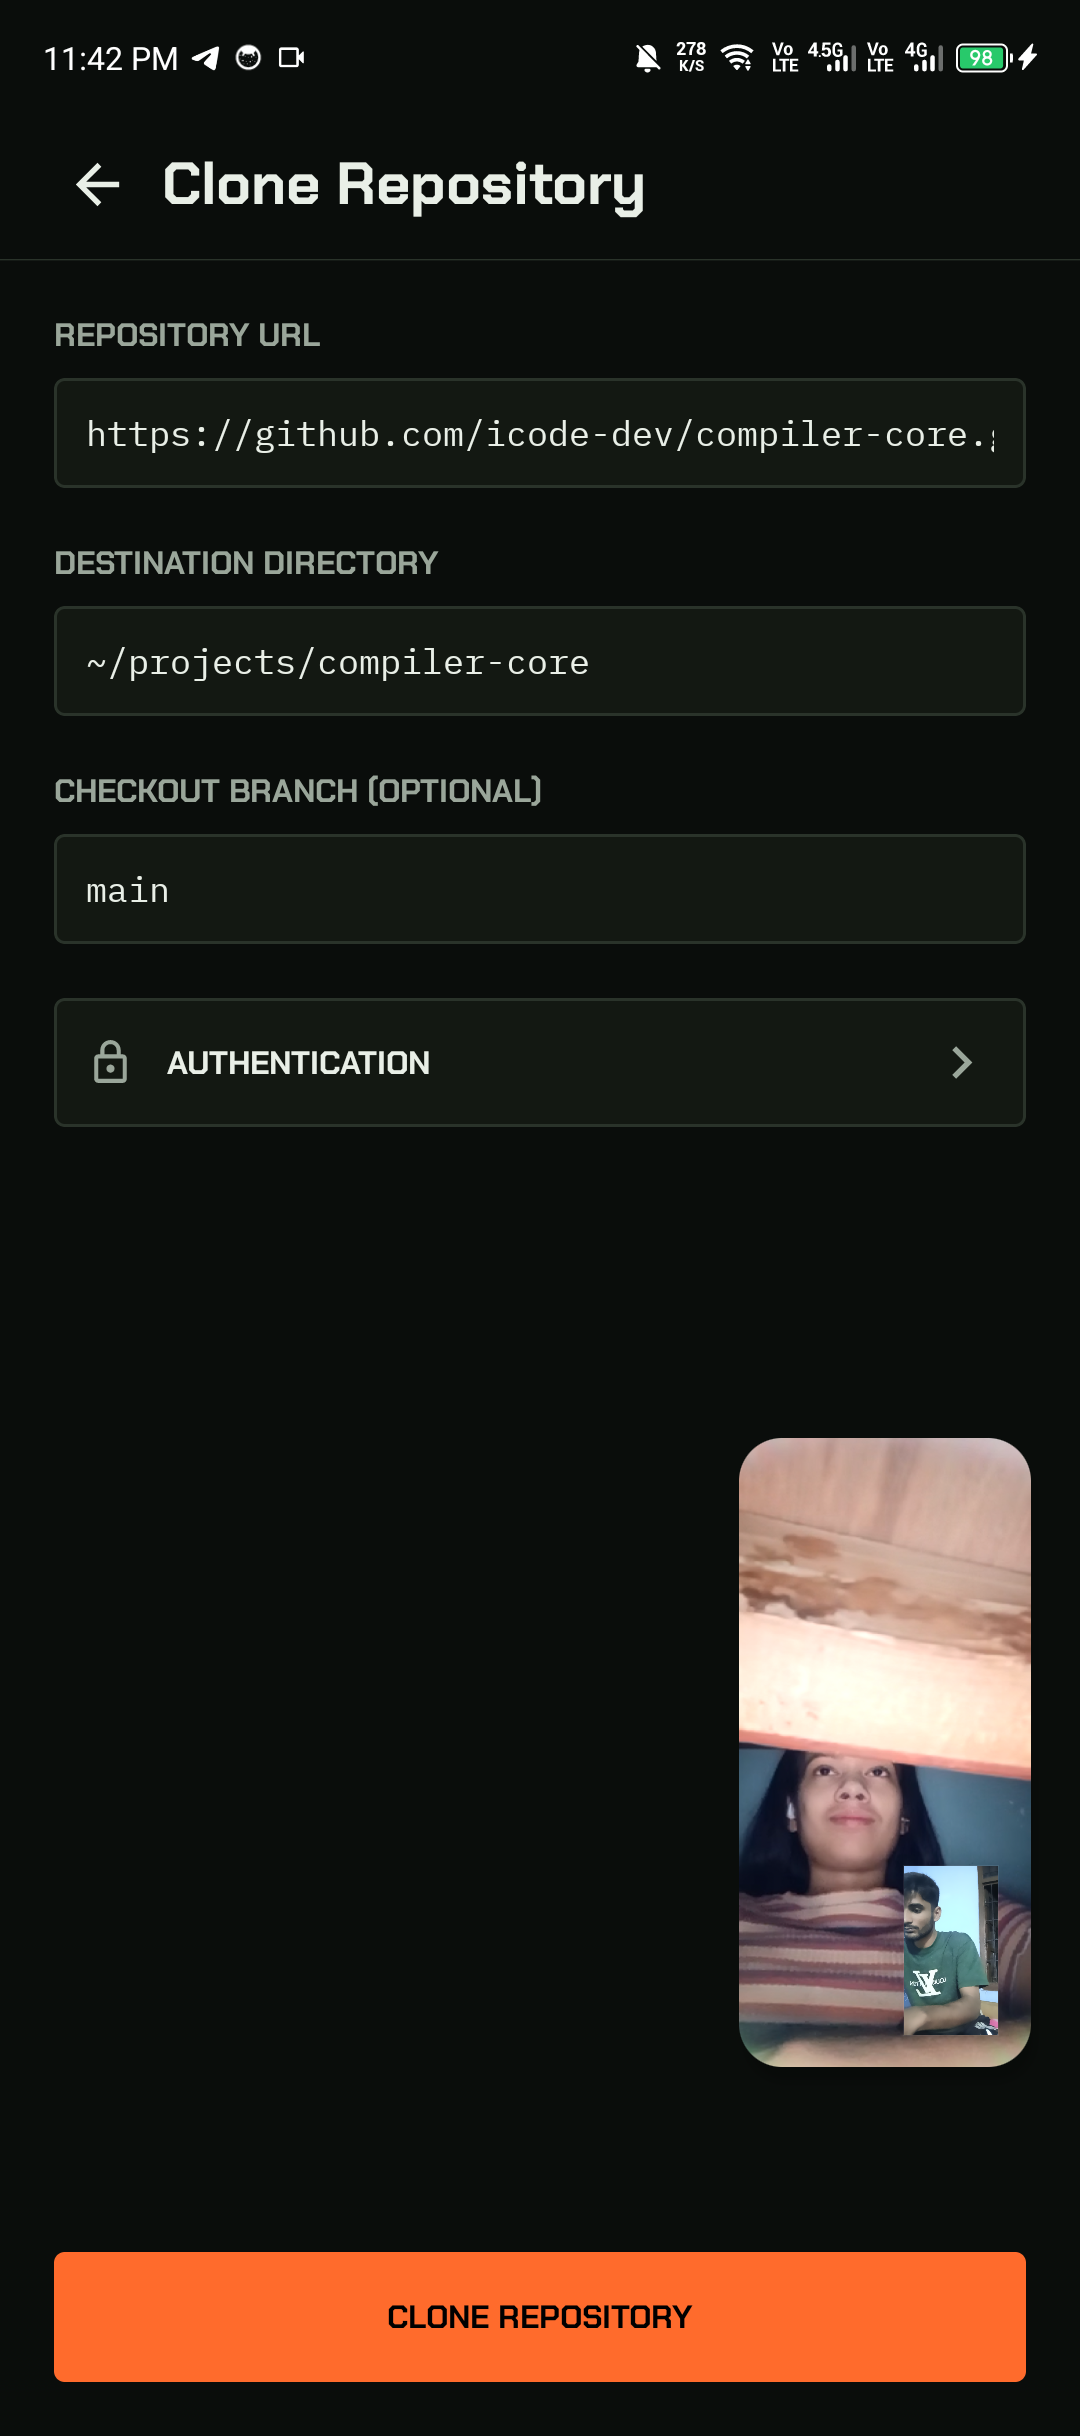 11:42 PM
278 K/S
Vo LTE 4.5G
Vo LTE 4G
98
Clone Repository
REPOSITORY URL
https://github.com/icode-dev/compiler-core.g
DESTINATION DIRECTORY
~/projects/compiler-core
CHECKOUT BRANCH (OPTIONAL)
main
AUTHENTICATION
CLONE REPOSITORY